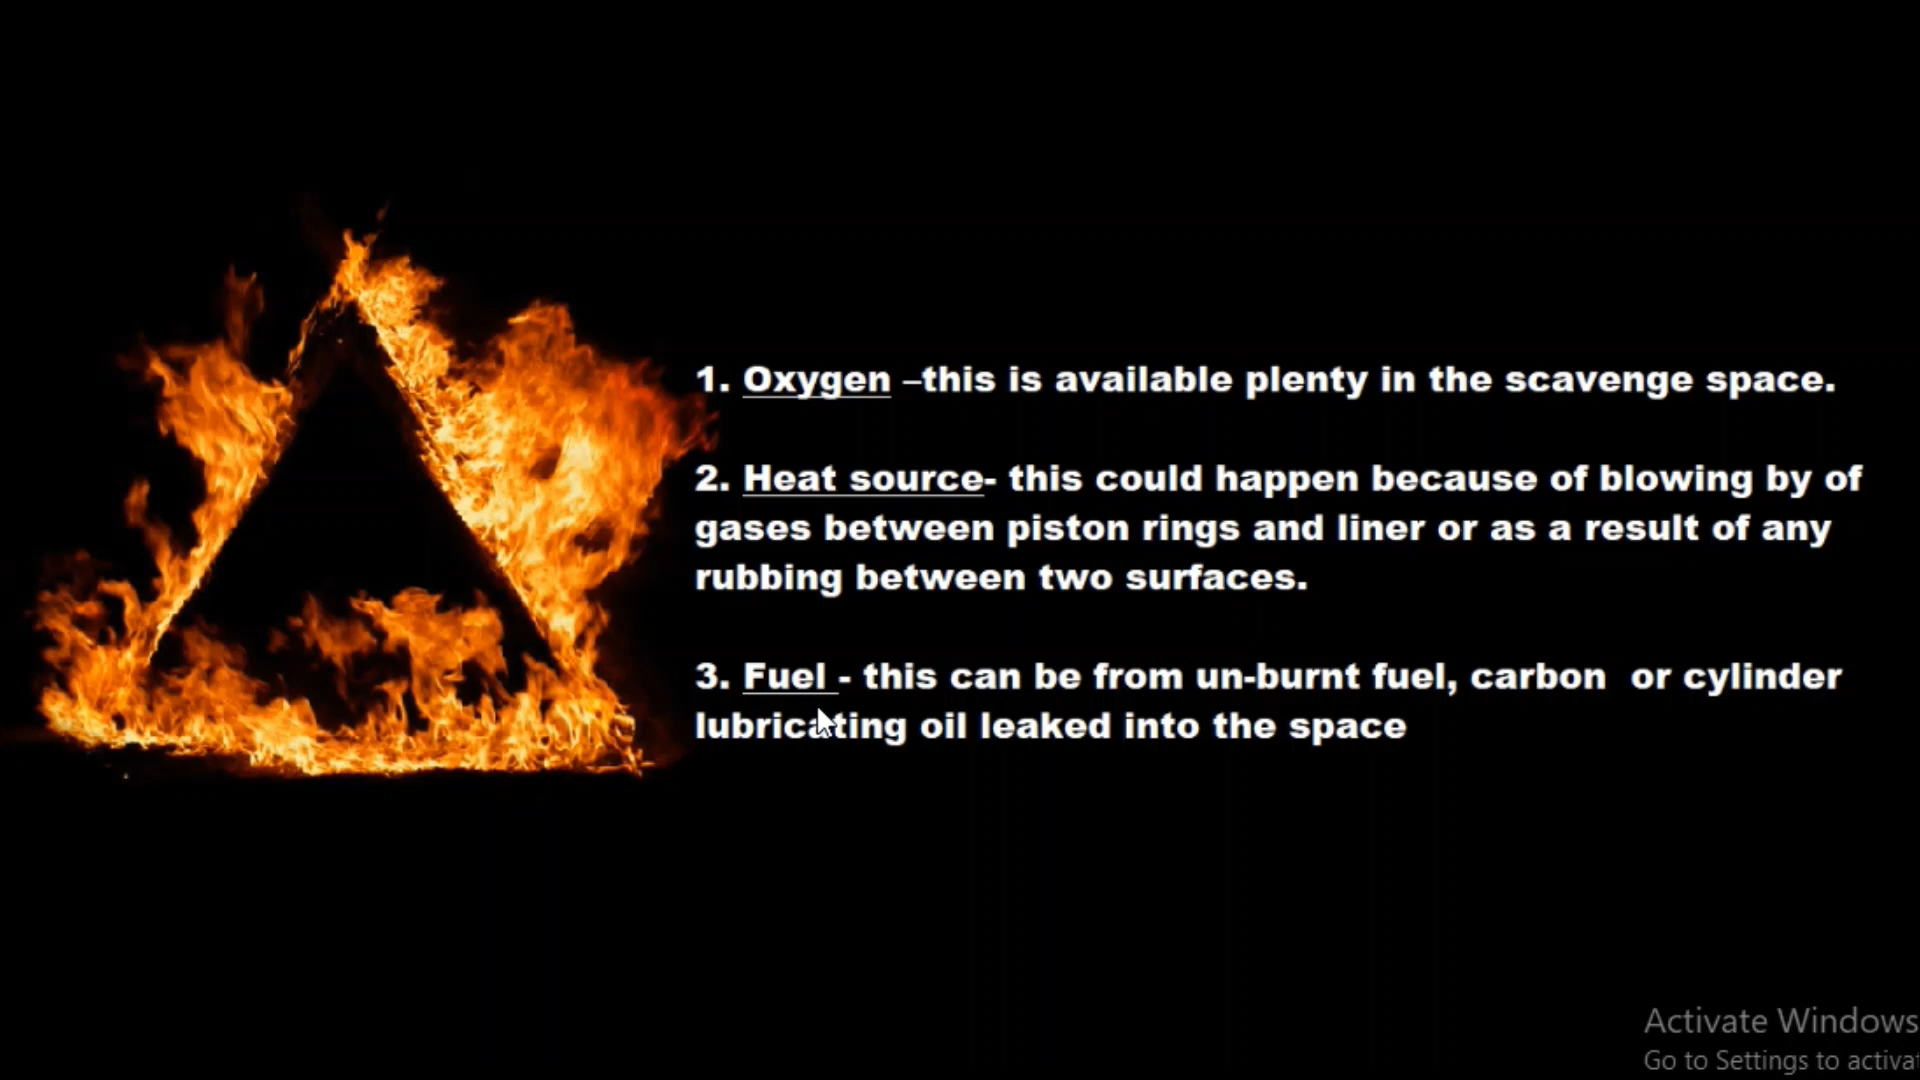 1. Oxygen –this is available plenty in the scavenge space.
2. Heat source- this could happen because of blowing by of
gases between piston rings and liner or as a result of any
rubbing between two surfaces.
3. Fuel - this can be from un-burnt fuel, carbon  or cylinder
lubricating oil leaked into the space
Activate Windows
Go to Settings to activa